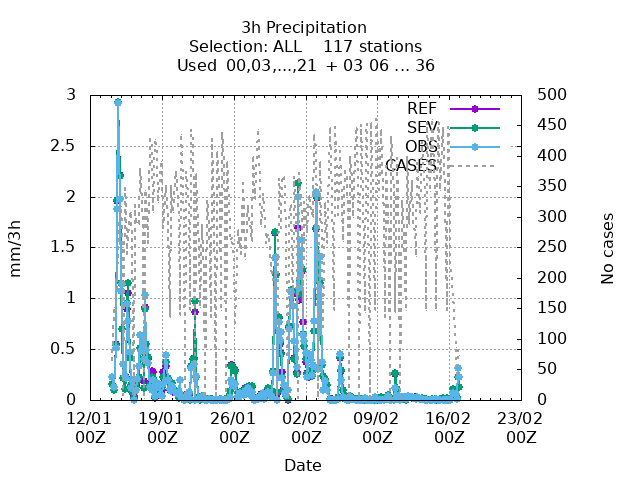 3h Precipitation
Selection: ALL 117 stations
Used 00,03,...,21 + 03 06 ... 36
3 500
REF 450
2.5 SEV
OBS 400
CASES
350
2
300
1.5 250
200
1
150
0.5 100
50
0 0
12/01 19/01 26/01 02/02 09/02 16/02 23/02
00Z 00Z 00Z 00Z 00Z 00Z 00Z
Date
mm/3h
No cases